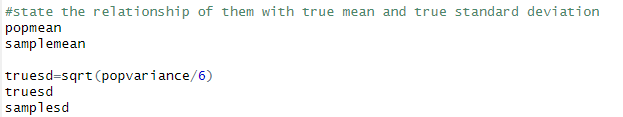 #state the relationship of them with true mean and true standard deviation
popmean
samplemean
truesd=sqrt(popvariance/6)
truesd
samplesd